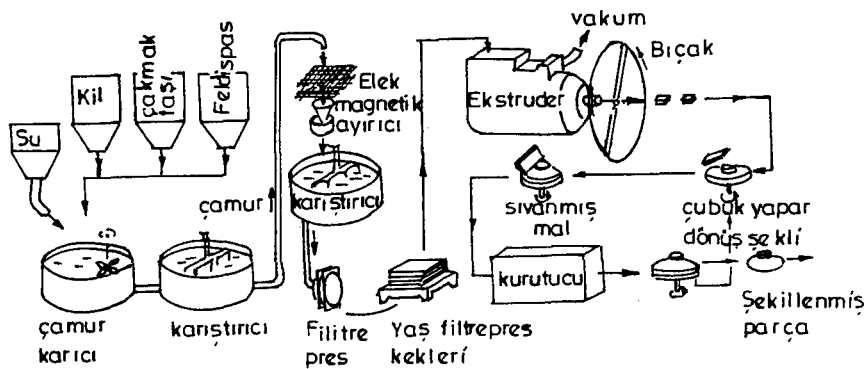 Su
Kil
çakmak
taşı
Feldispas
Elek
magnetik
ayırıcı
vakum
Bıçak
Ekstruder
çamur
karıştırıcı
sıvanmış
mal
çubuk yapar
dönüş şekli
kurutucu
çamur
karıcı
karıştırıcı
Filitre
pres
Yaş filtrepres
kekleri
Şekillenmiş
parça